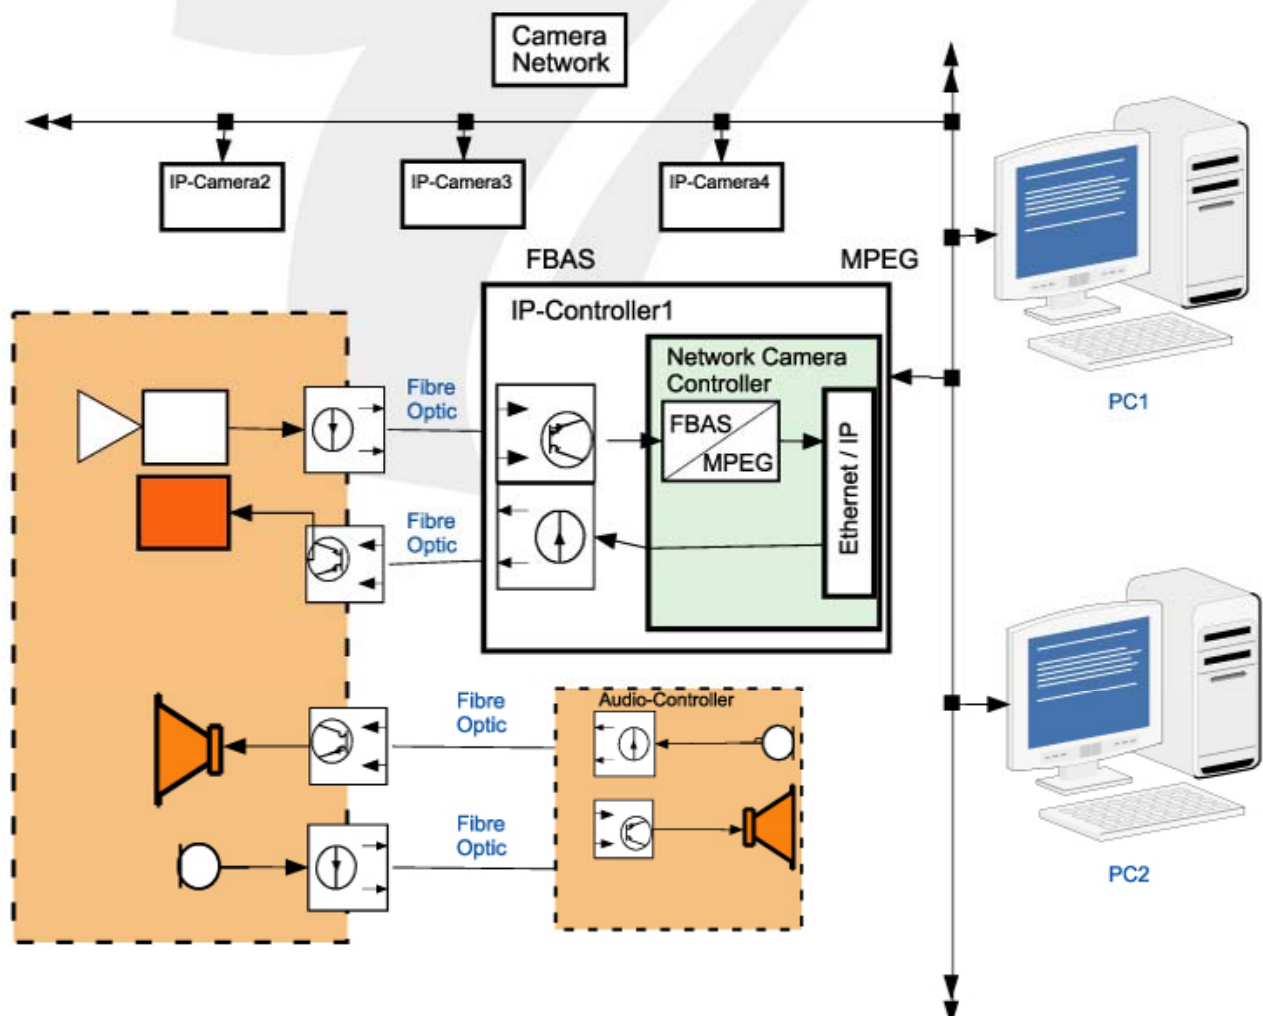 Camera
Network
IP-Camera2
IP-Camera3
IP-Camera4
FBAS
MPEG
IP-Controller1
Network Camera
Controller
FBAS
MPEG
Ethernet / IP
Fibre
Optic
Fibre
Optic
PC1
Fibre
Optic
Audio-Controller
Fibre
Optic
PC2